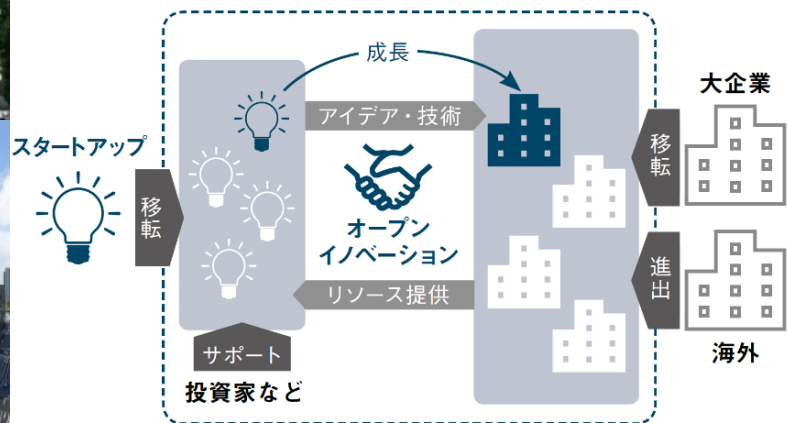 成長
大企業
アイデア・技術
スタートアップ
移転
移転
オープン
イノベーション
進出
リソース提供
サポート
海外
投資家など